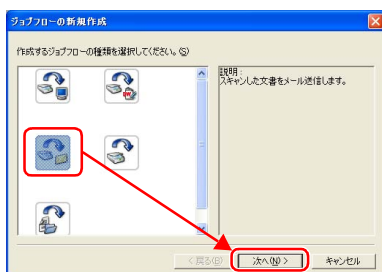 ジョブフローの新規作成
作成するジョブフローの種類を選択してください。(S)
説明:
スキャンした文書をメール送信します。
< 戻る(B)
次へ(N) >
キャンセル